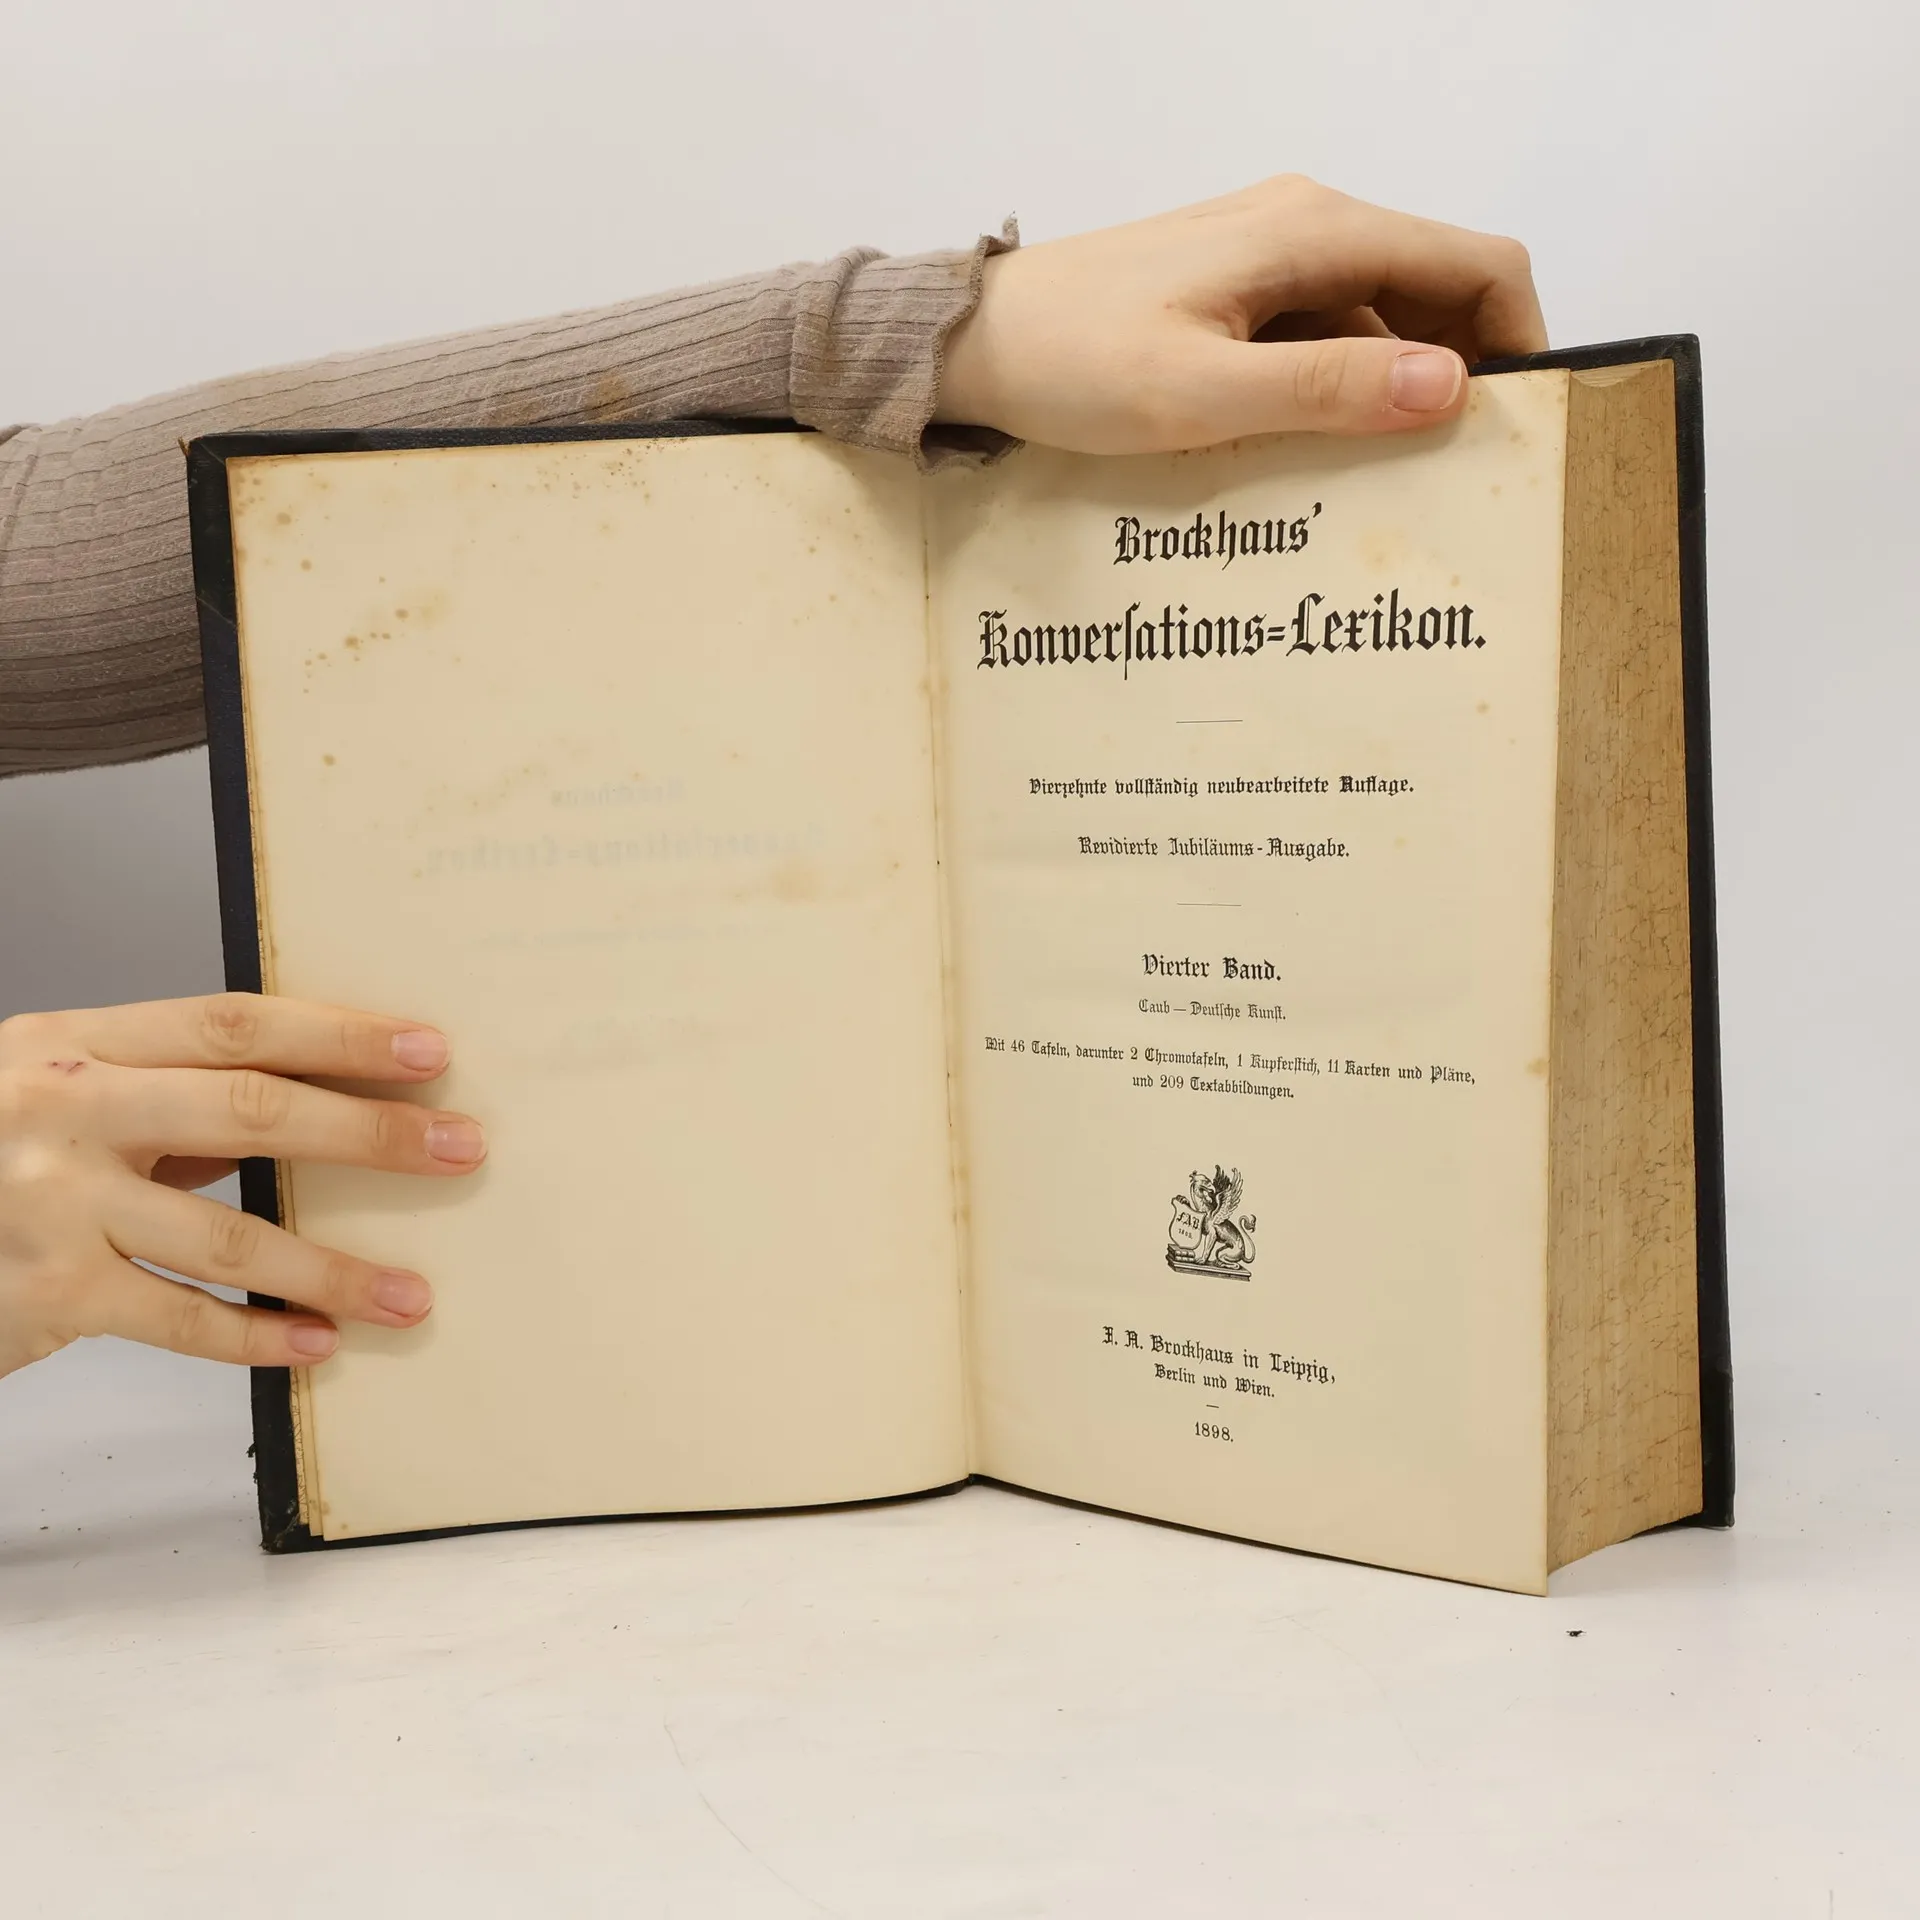 Brockhaus’
Konverſations=Lexikon.
Vierzehnte vollſtändig neubearbeitete Auflage.
Revidierte Jubiläums-Ausgabe.
Vierter Band.
Caub — Deutſche Kunſt.
Mit 46 Tafeln, darunter 2 Chromotafeln, 1 Kupferſtich, 11 Karten und Pläne,
und 209 Textabbildungen.
F. A. Brockhaus in Leipzig,
Berlin und Wien.
1898.